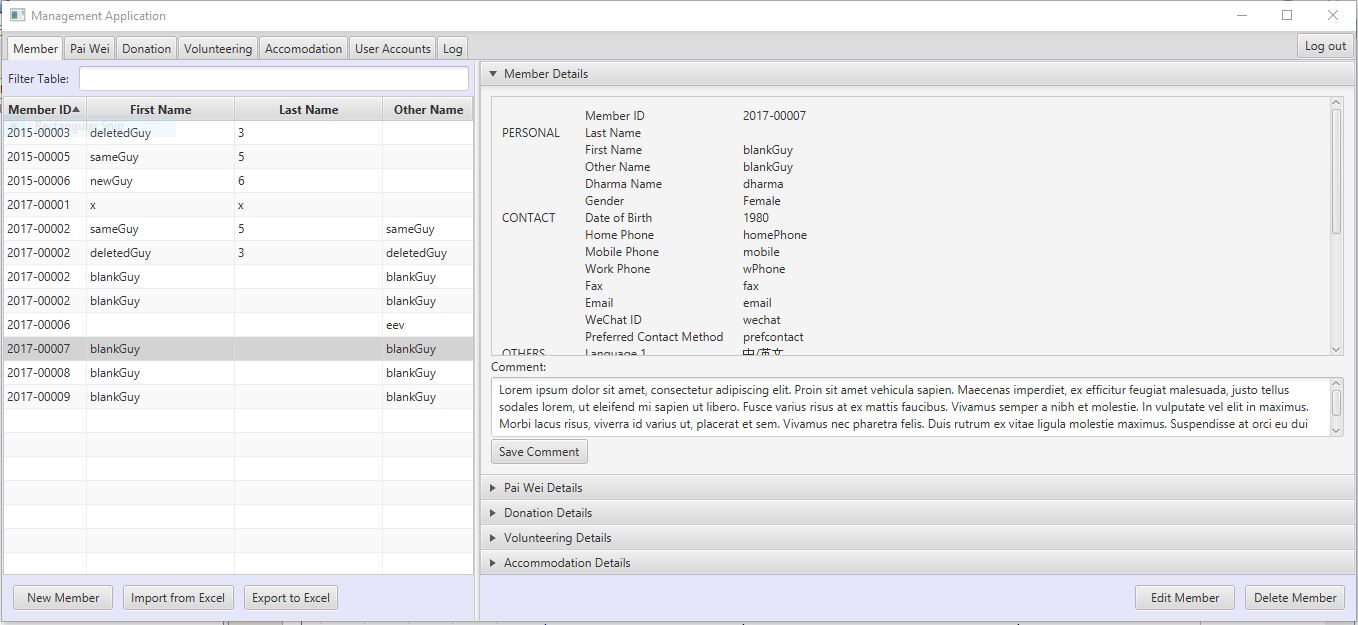 Management Application
Member Pai Wei Donation Volunteering Accomodation User Accounts Log Log out
Filter Table:
Member ID First Name Last Name Other Name
2015-00003 deletedGuy 3
2015-00005 sameGuy 5
2015-00006 newGuy 6
2017-00001 x x
2017-00002 sameGuy 5 sameGuy
2017-00002 deletedGuy 3 deletedGuy
2017-00002 blankGuy blankGuy
2017-00002 blankGuy blankGuy
2017-00006 eev
2017-00007 blankGuy blankGuy
2017-00008 blankGuy blankGuy
2017-00009 blankGuy blankGuy
New Member Import from Excel Export to Excel
Member Details
Member ID 2017-00007
PERSONAL Last Name
First Name blankGuy
Other Name blankGuy
Dharma Name dharma
Gender Female
CONTACT Date of Birth 1980
Home Phone homePhone
Mobile Phone mobile
Work Phone wPhone
Fax fax
Email email
WeChat ID wechat
Preferred Contact Method prefcontact
OTHERS Language 1 中/英文
Comment:
Lorem ipsum dolor sit amet, consectetur adipiscing elit. Proin sit amet vehicula sapien. Maecenas imperdiet, ex efficitur feugiat malesuada, justo tellus
sodales lorem, ut eleifend mi sapien ut libero. Fusce varius risus at ex mattis faucibus. Vivamus semper a nibh et molestie. In vulputate vel elit in maximus.
Morbi lacus risus, viverra id varius ut, placerat et sem. Vivamus nec pharetra felis. Duis rutrum ex vitae ligula molestie maximus. Suspendisse at orci eu dui
Save Comment
Pai Wei Details
Donation Details
Volunteering Details
Accommodation Details
Edit Member Delete Member